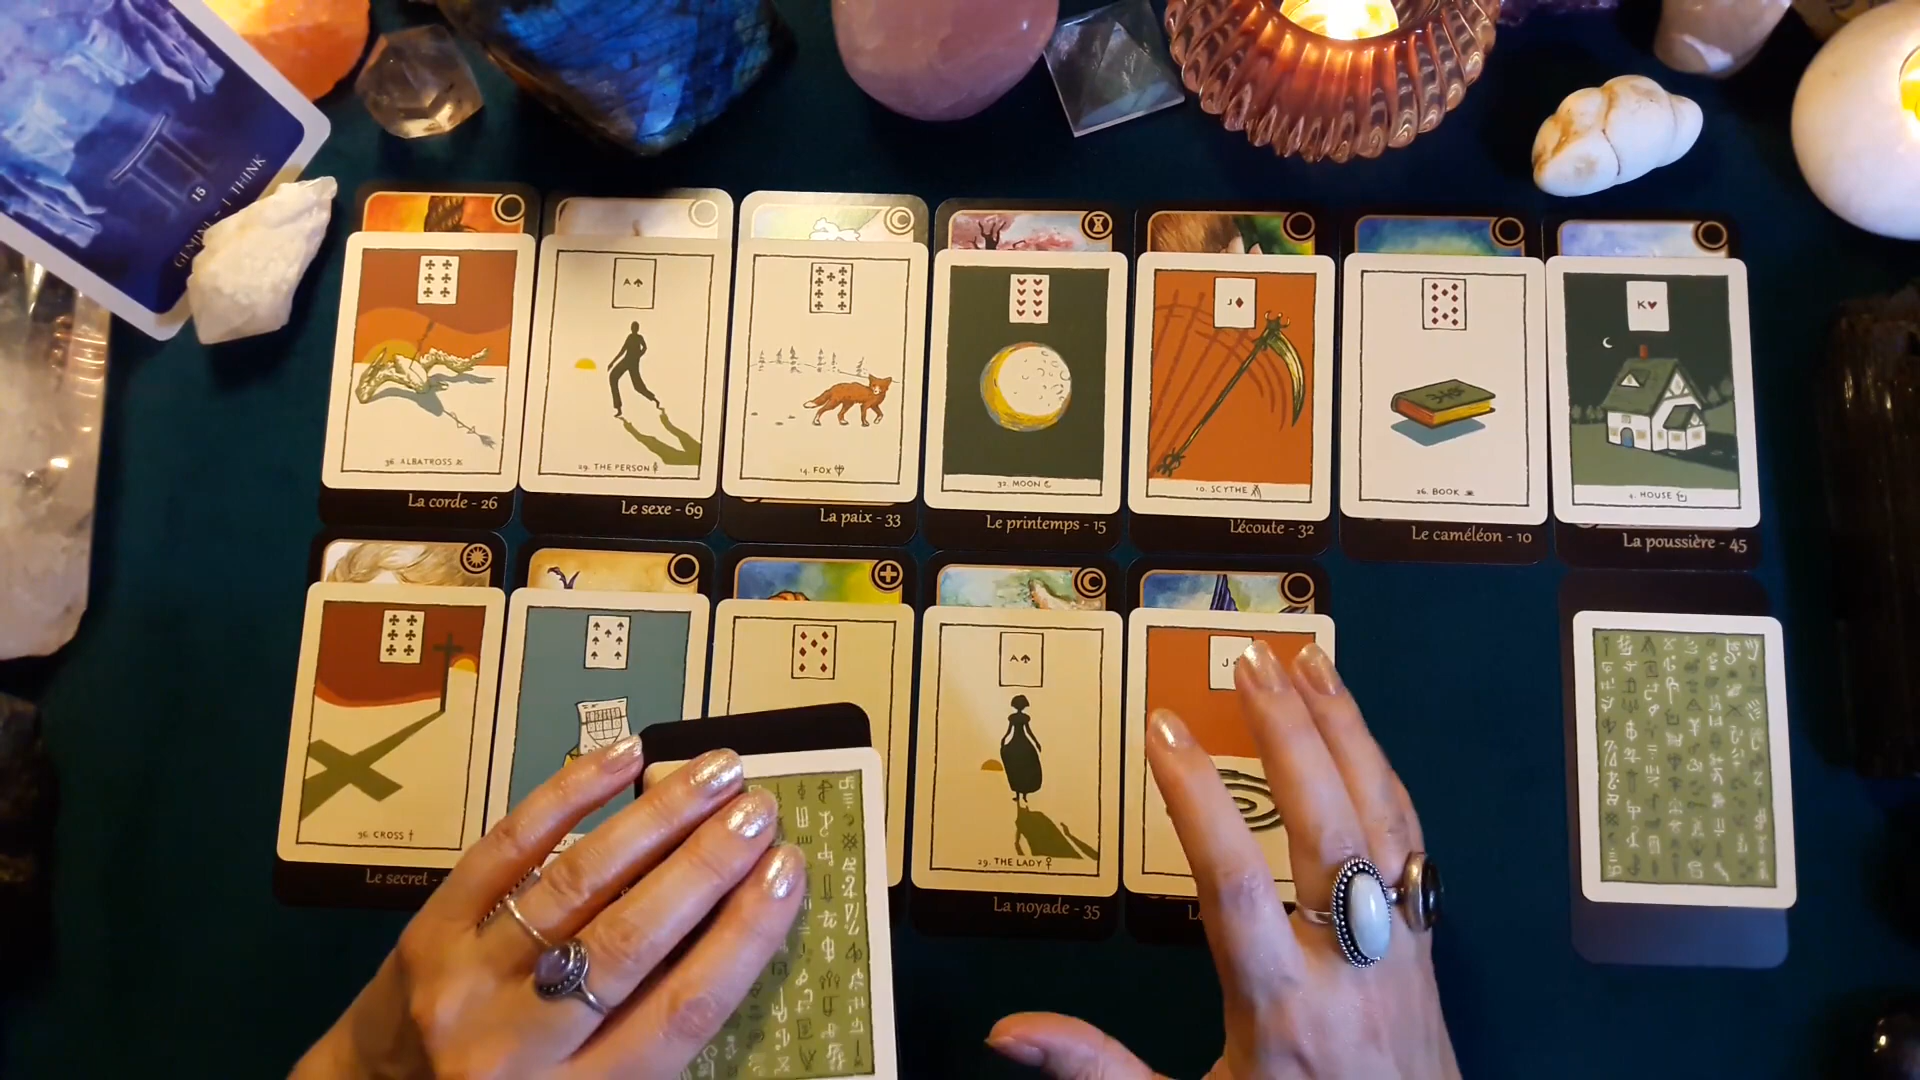 15
GEMINI - I THINK
A
J
K
36. ALBATROSS
29. THE PERSON
14. FOX
32. MOON
10. SCYTHE
26. BOOK
4. HOUSE
La corde - 26
Le sexe - 69
La paix - 33
Le printemps - 15
L'écoute - 32
Le caméléon - 10
La poussière - 45
A
J
36. CROSS
29. THE LADY
Le secret -
La noyade - 35